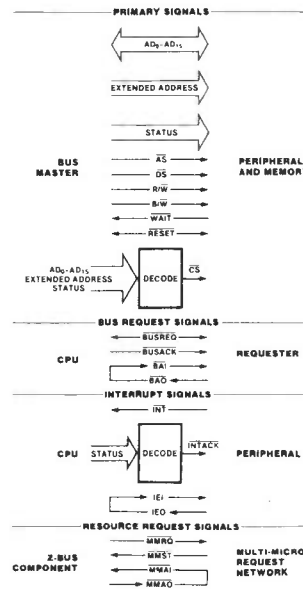 PRIMARY SIGNALS
AD₀-AD₁₅
EXTENDED ADDRESS
STATUS
BUS MASTER
PERIPHERAL AND MEMORY
AS
DS
R/W
B/W
WAIT
RESET
AD₀-AD₁₅
EXTENDED ADDRESS
STATUS
DECODE
CS
BUS REQUEST SIGNALS
CPU
BUSREQ
BUSACK
BAI
BAO
REQUESTER
INTERRUPT SIGNALS
INT
CPU
STATUS
DECODE
INTACK
PERIPHERAL
IEI
IEO
RESOURCE REQUEST SIGNALS
Z-BUS COMPONENT
MMRQ
MMST
MMAI
MMAO
MULTI-MICRO REQUEST NETWORK